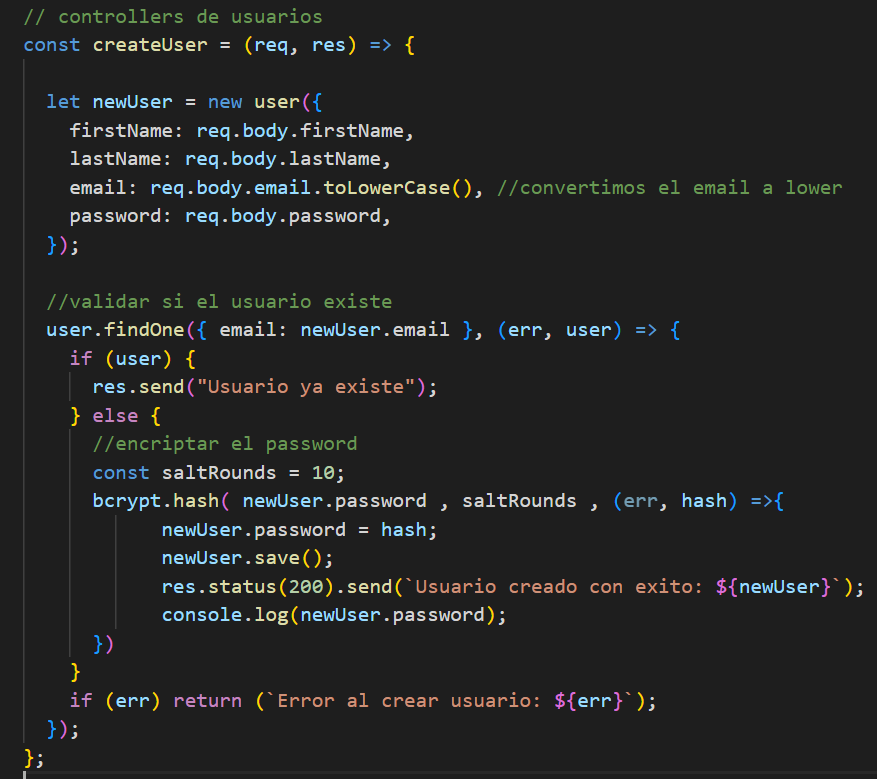 // controllers de usuarios
const createUser = (req, res) => {
let newUser = new user({
firstName: req.body.firstName,
lastName: req.body.lastName,
email: req.body.email.toLowerCase(), //convertimos el email a lower
password: req.body.password,
});
//validar si el usuario existe
user.findOne({ email: newUser.email }, (err, user) => {
if (user) {
res.send("Usuario ya existe");
} else {
//encriptar el password
const saltRounds = 10;
bcrypt.hash( newUser.password , saltRounds , (err, hash) =>{
newUser.password = hash;
newUser.save();
res.status(200).send(`Usuario creado con exito: ${newUser}`);
console.log(newUser.password);
})
}
if (err) return (`Error al crear usuario: ${err}`);
});
};